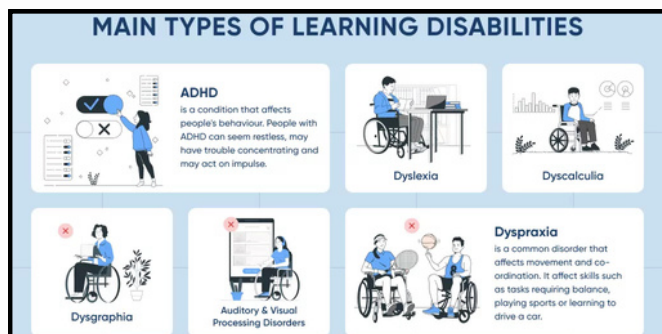 MAIN TYPES OF LEARNING DISABILITIES
ADHD
is a condition that affects
people's behaviour. People with
ADHD can seem restless, may
have trouble concentrating and
may act on impulse.
Dyslexia
Dyscalculia
Dysgraphia
Auditory & Visual
Processing Disorders
Dyspraxia
is a common disorder that
affects movement and co-
ordination. It affect skills such
as tasks requiring balance,
playing sports or learning to
drive a car.